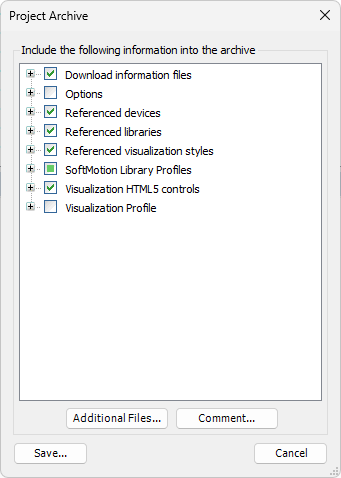 Project Archive
Include the following information into the archive
Download information files
Options
Referenced devices
Referenced libraries
Referenced visualization styles
SoftMotion Library Profiles
Visualization HTML5 controls
Visualization Profile
Additional Files...
Comment...
Save...
Cancel